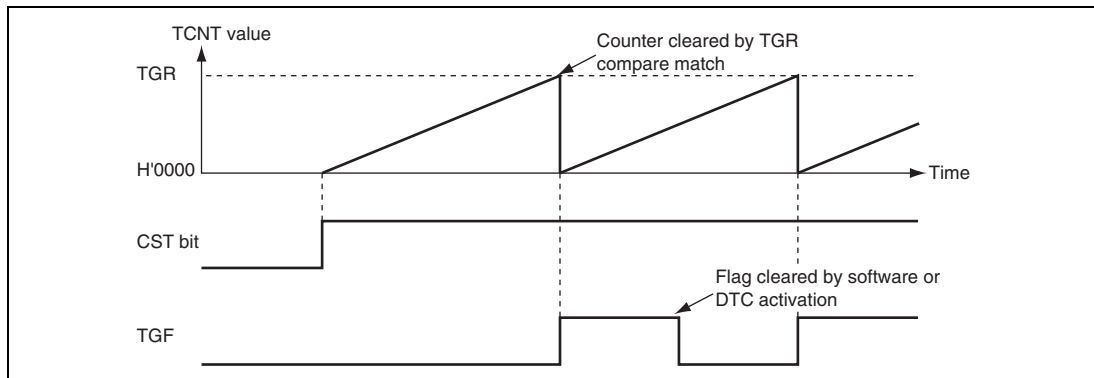 TCNT value
Counter cleared by TGR
compare match
TGR
H'0000
Time
CST bit
Flag cleared by software or
DTC activation
TGF